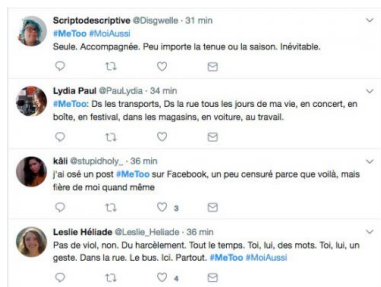 Scriptodescriptive @Disgwelle · 31 min
#MeToo #MoiAussi
Seule. Accompagnée. Peu importe la tenue ou la saison. Inévitable.
Lydia Paul @PauLydia · 34 min
#MeToo: Ds les transports, Ds la rue tous les jours de ma vie, en concert, en
boîte, en festival, dans les magasins, en voiture, au travail.
kâli @stupidholy_ · 36 min
j'ai osé un post #MeToo sur Facebook, un peu censuré parce que voilà, mais
fière de moi quand même
3
Leslie Héliade @Leslie_Heliade · 36 min
Pas de viol, non. Du harcèlement. Tout le temps. Toi, lui, des mots. Toi, lui, un
geste. Dans la rue. Le bus. Ici. Partout. #MeToo #MoiAussi
4